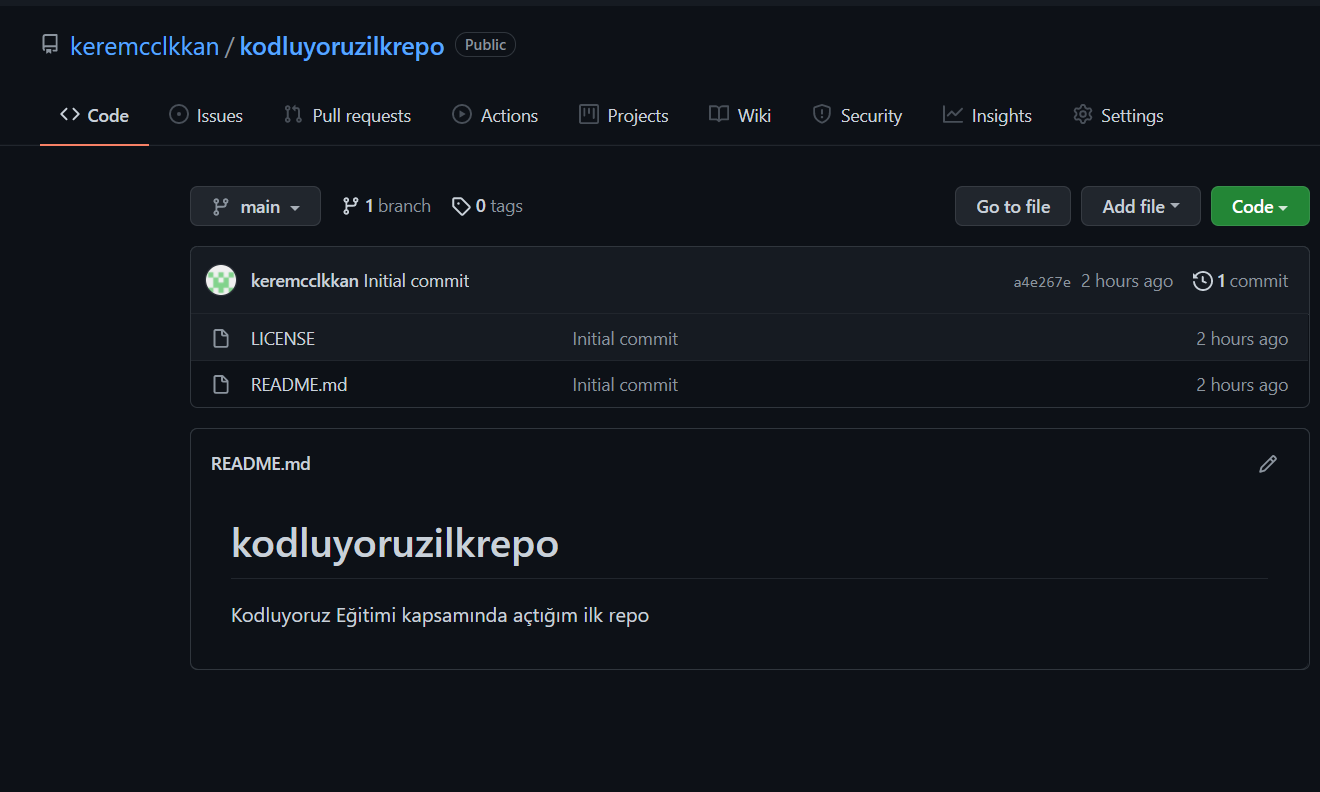 keremcclkkan / kodluyoruzilkrepo Public
Code Issues Pull requests Actions Projects Wiki Security Insights Settings
main 1 branch 0 tags Go to file Add file Code
keremcclkkan Initial commit a4e267e 2 hours ago 1 commit
LICENSE Initial commit 2 hours ago
README.md Initial commit 2 hours ago
README.md
kodluyoruzilkrepo
Kodluyoruz Eğitimi kapsamında açtığım ilk repo